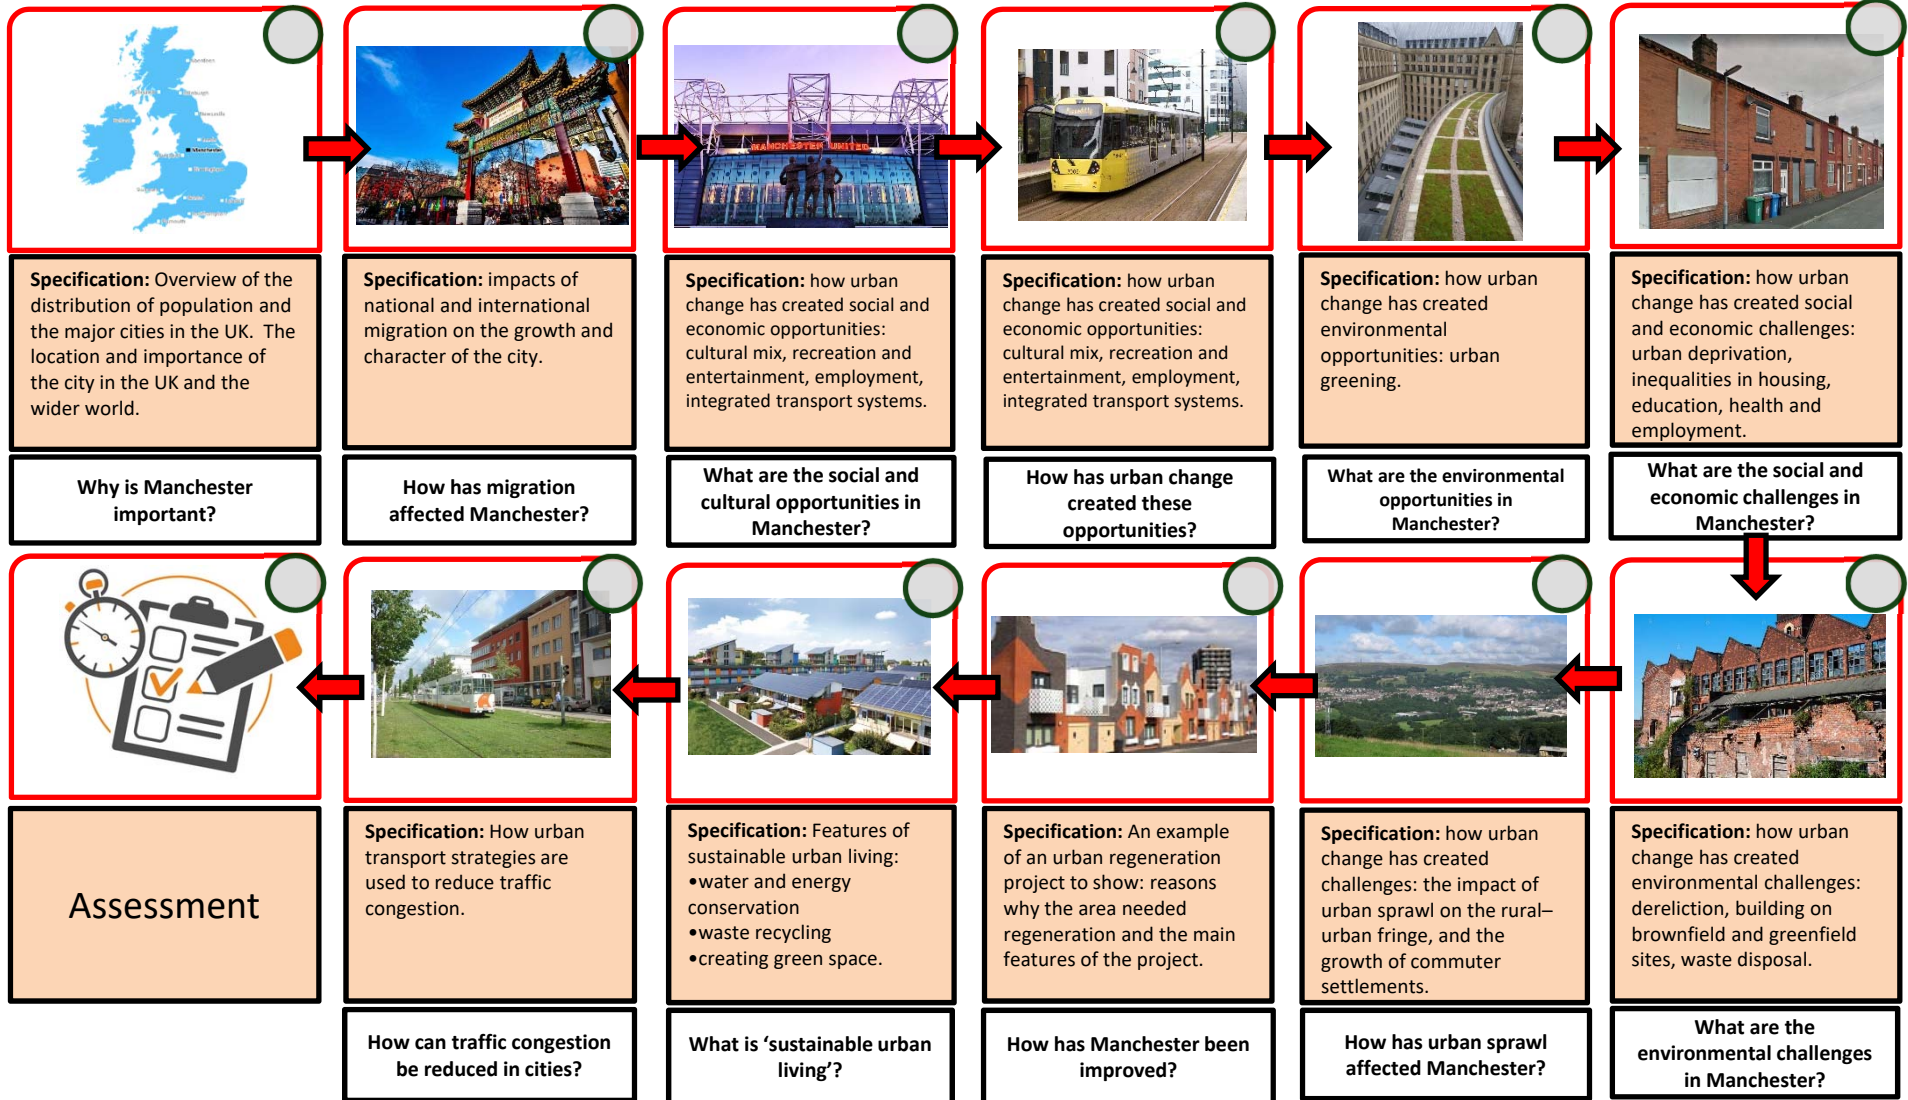 Manchester
Birmingham
MANCHESTER UNITED
Specification: Overview of the
distribution of population and
the major cities in the UK.  The
location and importance of
the city in the UK and the
wider world.
Why is Manchester
important?
Specification: impacts of
national and international
migration on the growth and
character of the city.
How has migration
affected Manchester?
Specification: how urban
change has created social and
economic opportunities:
cultural mix, recreation and
entertainment, employment,
integrated transport systems.
What are the social and
cultural opportunities in
Manchester?
Specification: how urban
change has created social and
economic opportunities:
cultural mix, recreation and
entertainment, employment,
integrated transport systems.
How has urban change
created these
opportunities?
Specification: how urban
change has created
environmental
opportunities: urban
greening.
What are the environmental
opportunities in
Manchester?
Specification: how urban
change has created social
and economic challenges:
urban deprivation,
inequalities in housing,
education, health and
employment.
What are the social and
economic challenges in
Manchester?
Assessment
Specification: How urban
transport strategies are
used to reduce traffic
congestion.
How can traffic congestion
be reduced in cities?
Specification: Features of
sustainable urban living:
•water and energy
conservation
•waste recycling
•creating green space.
What is ‘sustainable urban
living’?
Specification: An example
of an urban regeneration
project to show: reasons
why the area needed
regeneration and the main
features of the project.
How has Manchester been
improved?
Specification: how urban
change has created
challenges: the impact of
urban sprawl on the rural–
urban fringe, and the
growth of commuter
settlements.
How has urban sprawl
affected Manchester?
Specification: how urban
change has created
environmental challenges:
dereliction, building on
brownfield and greenfield
sites, waste disposal.
What are the
environmental challenges
in Manchester?